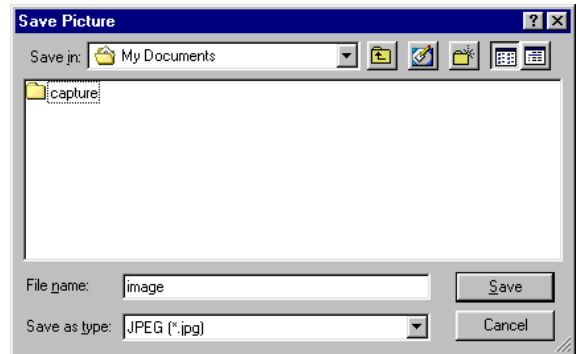 Save Picture
Save in: My Documents
capture
File name: image Save
Save as type: JPEG (*.jpg) Cancel